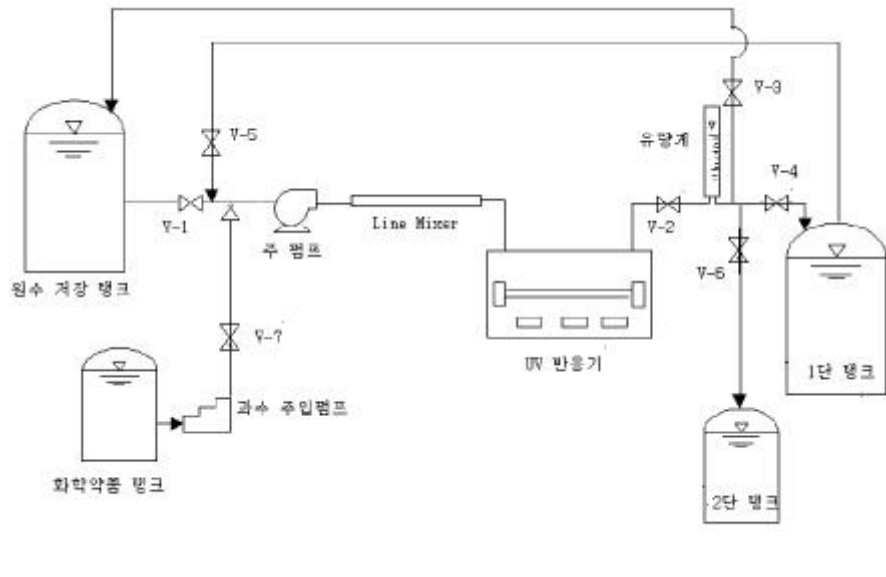 V-3
V-5
유량계
V-4
V-1
주 펌프
Line Mixer
V-2
V-6
원수 저장 탱크
V-7
UV 반응기
1단 탱크
과수 주입펌프
화학약품 탱크
2단 탱크